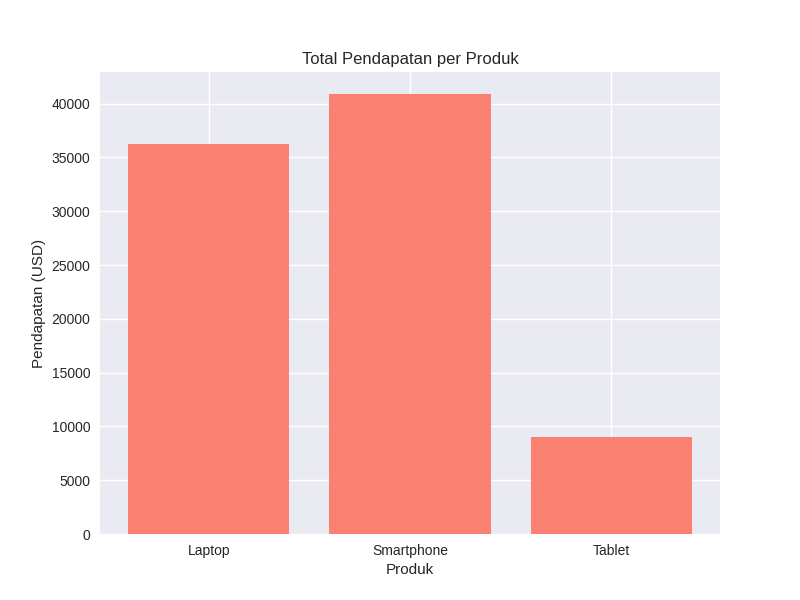 Total Pendapatan per Produk
Pendapatan (USD)
40000
35000
30000
25000
20000
15000
10000
5000
0
Laptop Smartphone Tablet
Produk